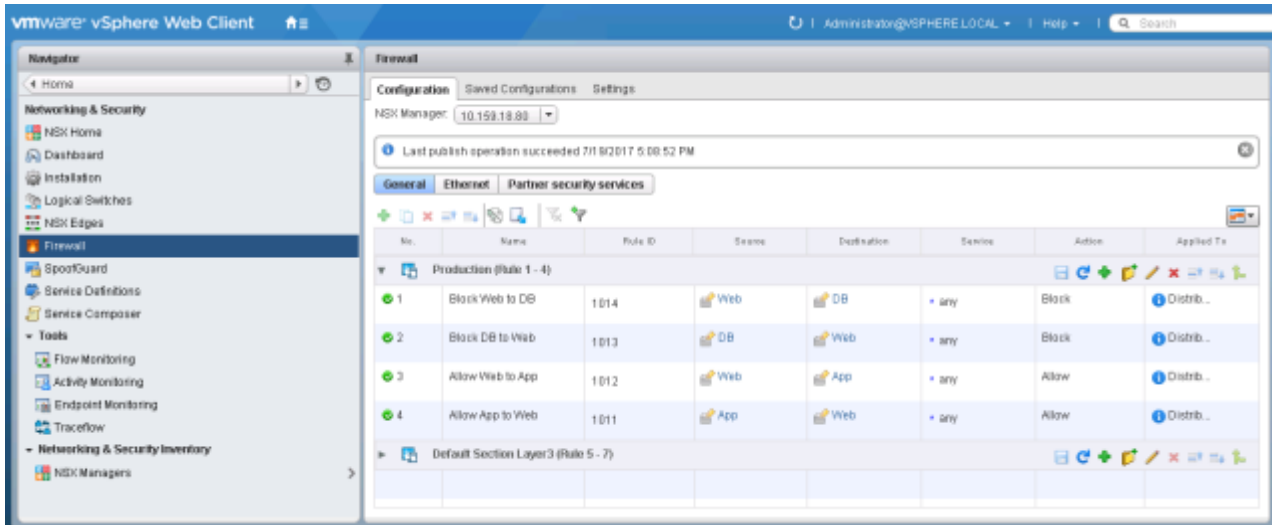 vmware® vSphere Web Client
Administrator@VSPHERE.LOCAL
Help
Search
Navigator
Home
Networking & Security
NSX Home
Dashboard
Installation
Logical Switches
NSX Edges
Firewall
SpoofGuard
Service Definitions
Service Composer
Tools
Flow Monitoring
Activity Monitoring
Endpoint Monitoring
Traceflow
Networking & Security Inventory
NSX Managers
Firewall
Configuration Saved Configurations Settings
NSX Manager: 10.159.18.80
Last publish operation succeeded 7/18/2017 5:08:52 PM
General Ethernet Partner security services
No. Name Rule ID Source Destination Service Action Applied To
Production (Rule 1 - 4)
1 Block Web to DB 1014 Web DB any Block Distrib...
2 Block DB to Web 1013 DB Web any Block Distrib...
3 Allow Web to App 1012 Web App any Allow Distrib...
4 Allow App to Web 1011 App Web any Allow Distrib...
Default Section Layer3 (Rule 5 - 7)